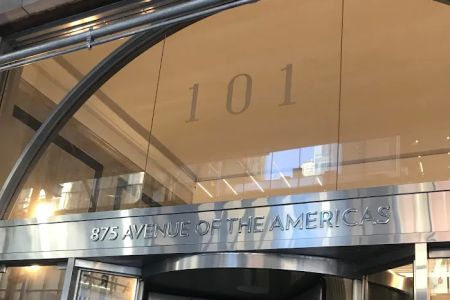 101
875 AVENUE OF THE AMERICAS